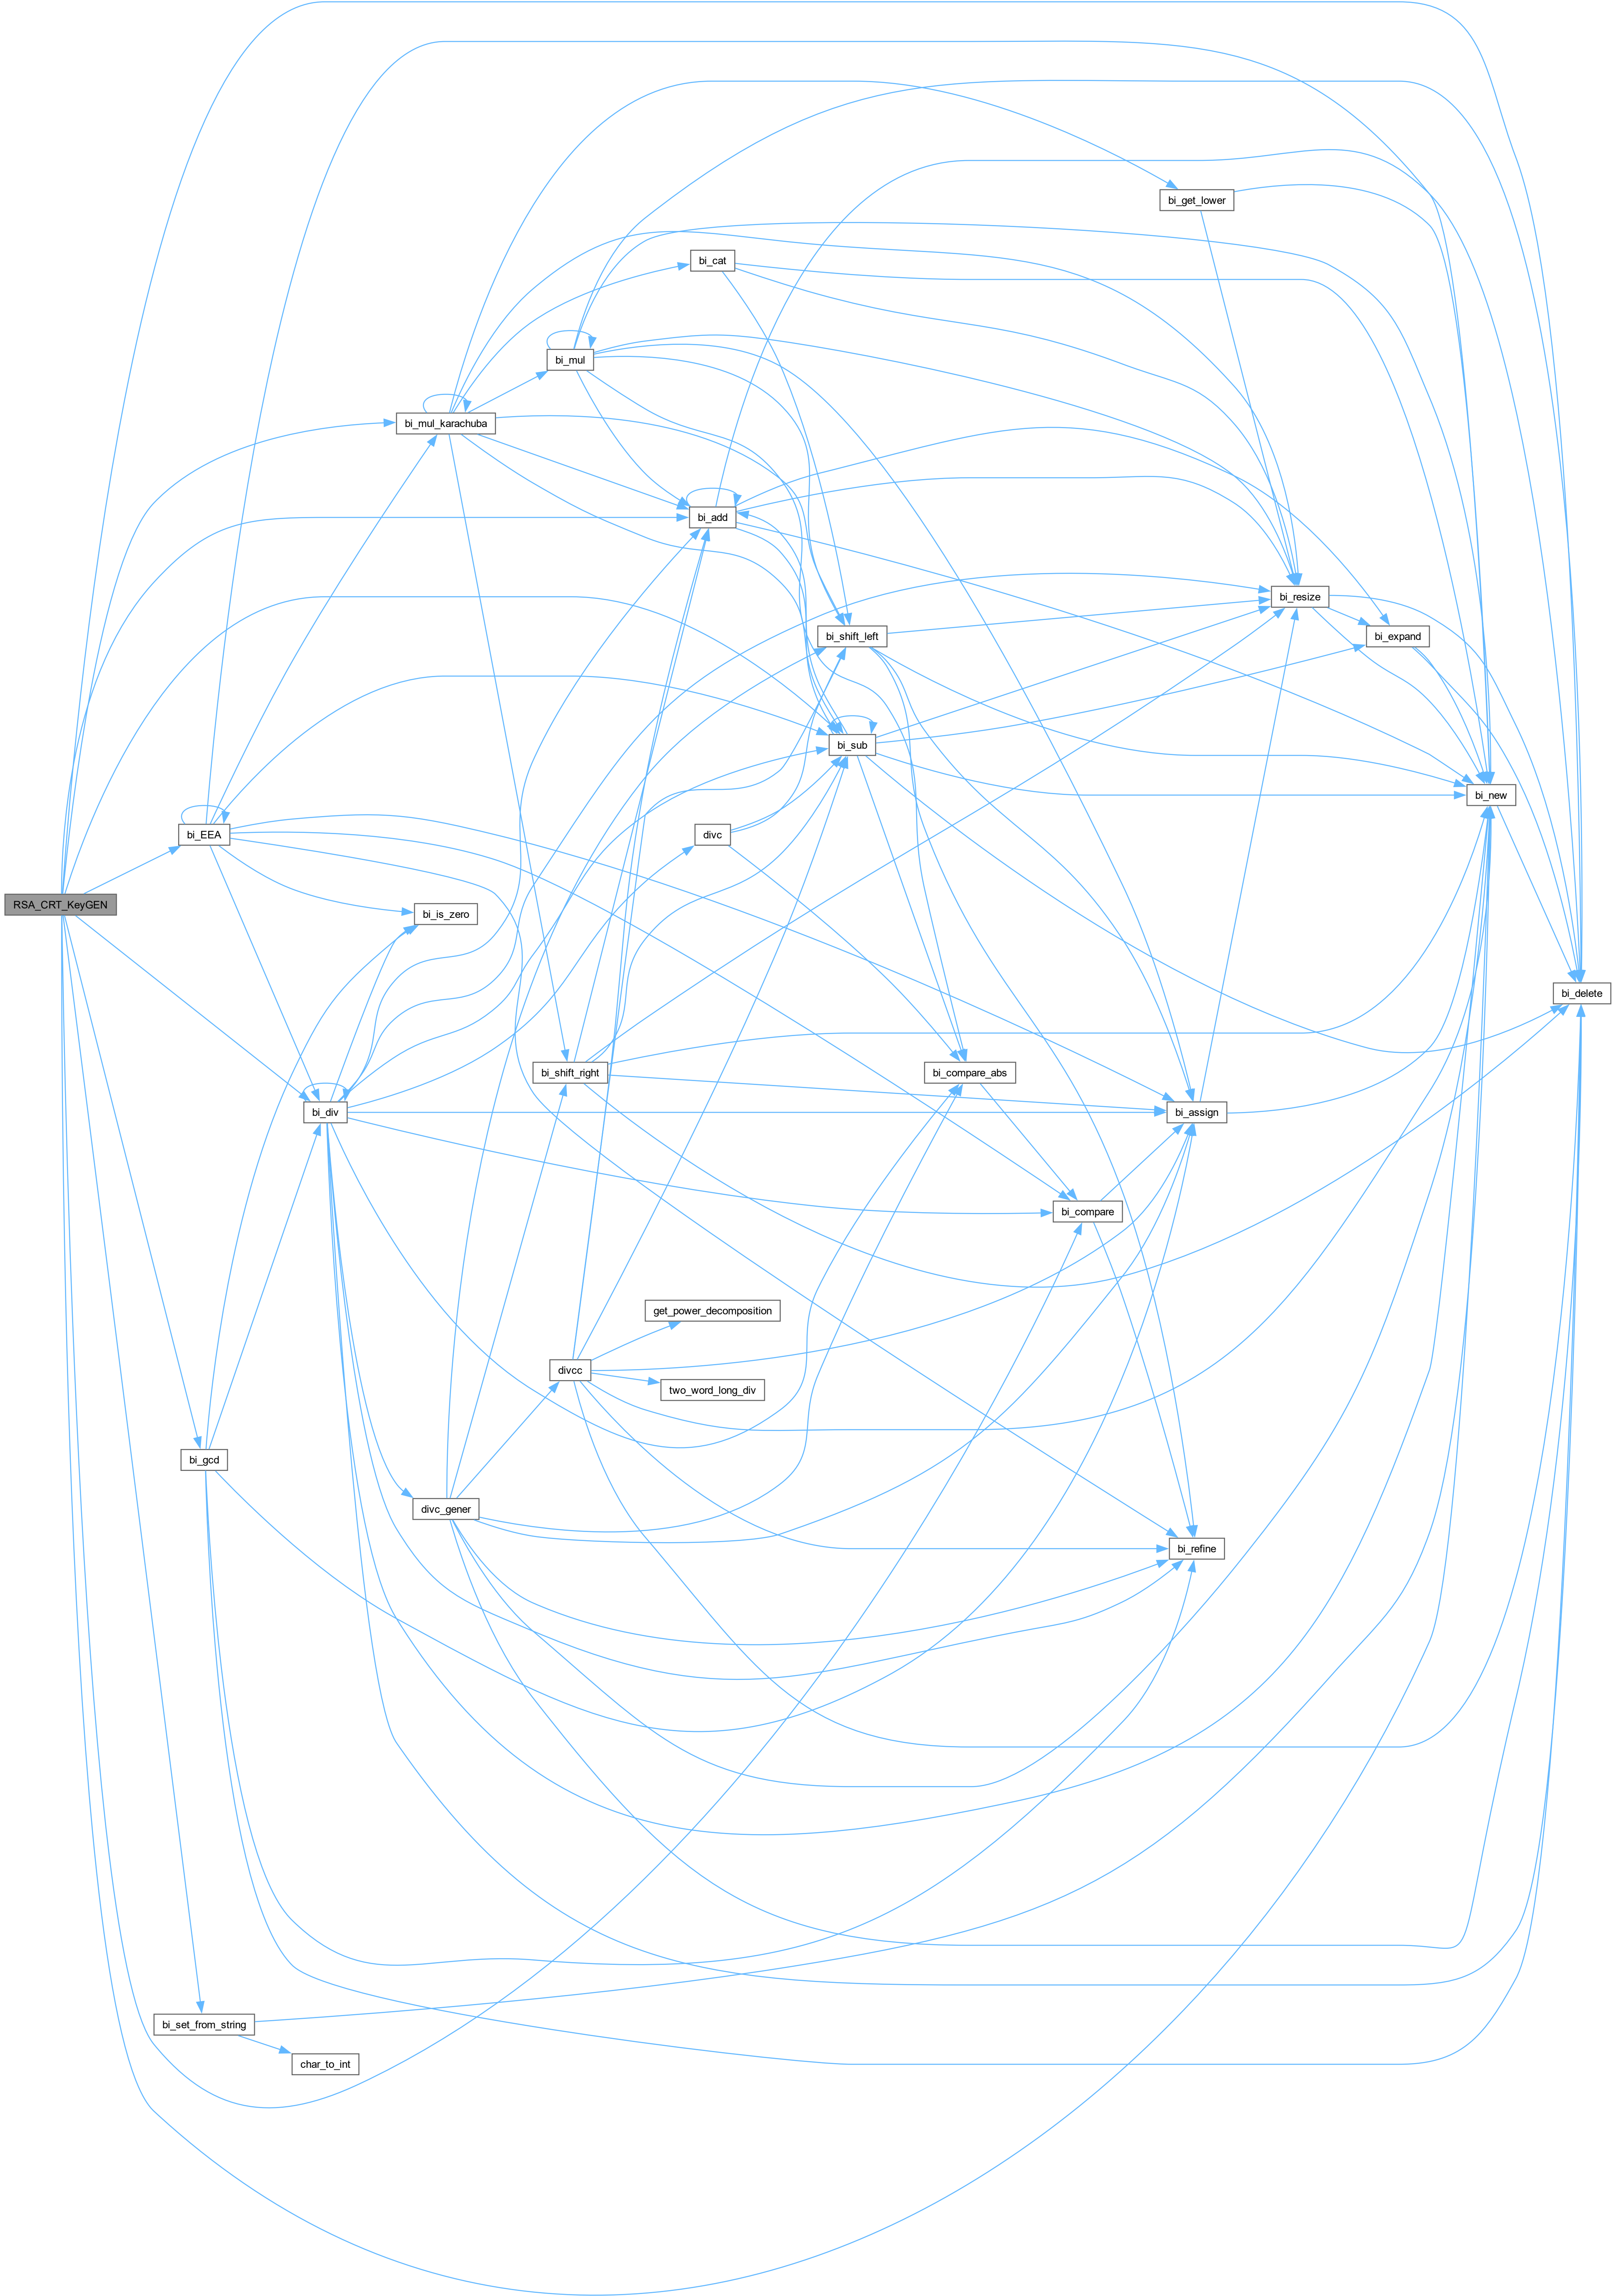 bi_get_lower
bi_cat
bi_mul
bi_mul_karachuba
bi_add
bi_resize
bi_shift_left
bi_expand
bi_sub
bi_new
bi_EEA
divc
RSA_CRT_KeyGEN
bi_is_zero
bi_delete
bi_shift_right
bi_compare_abs
bi_div
bi_assign
bi_compare
get_power_decomposition
divcc
two_word_long_div
bi_gcd
divc_gener
bi_refine
bi_set_from_string
char_to_int